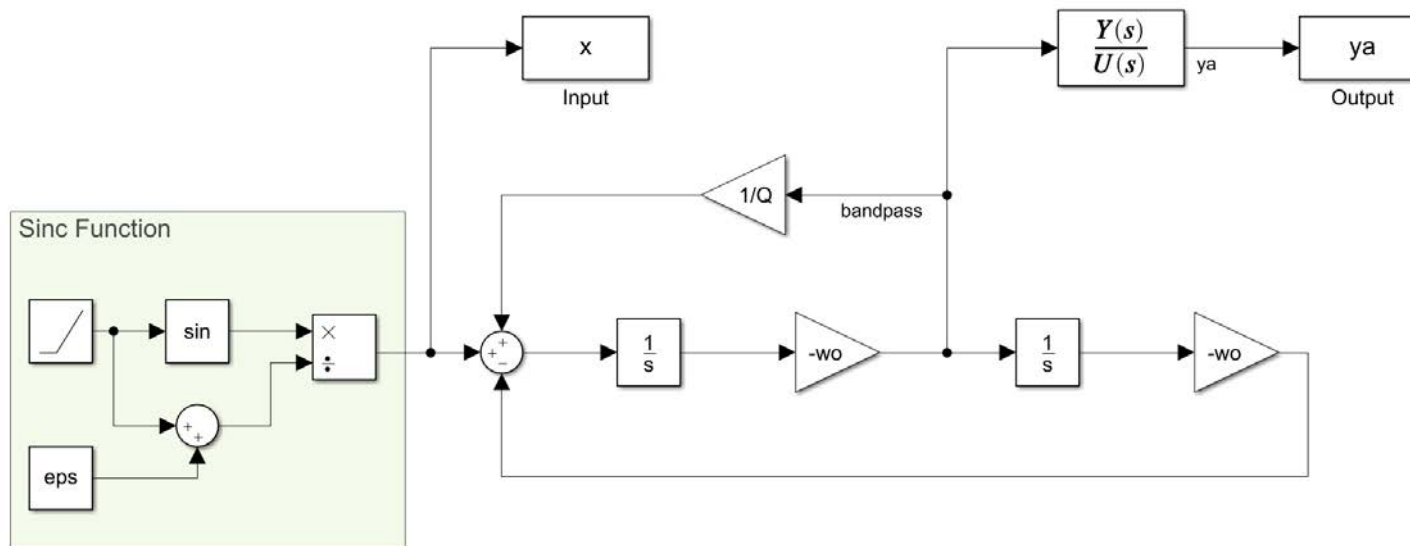 x
Input
Y(s)
U(s)
ya
ya
Output
1/Q
bandpass
Sinc Function
sin
×
÷
eps
+
+
+
+
−
1
s
-wo
1
s
-wo